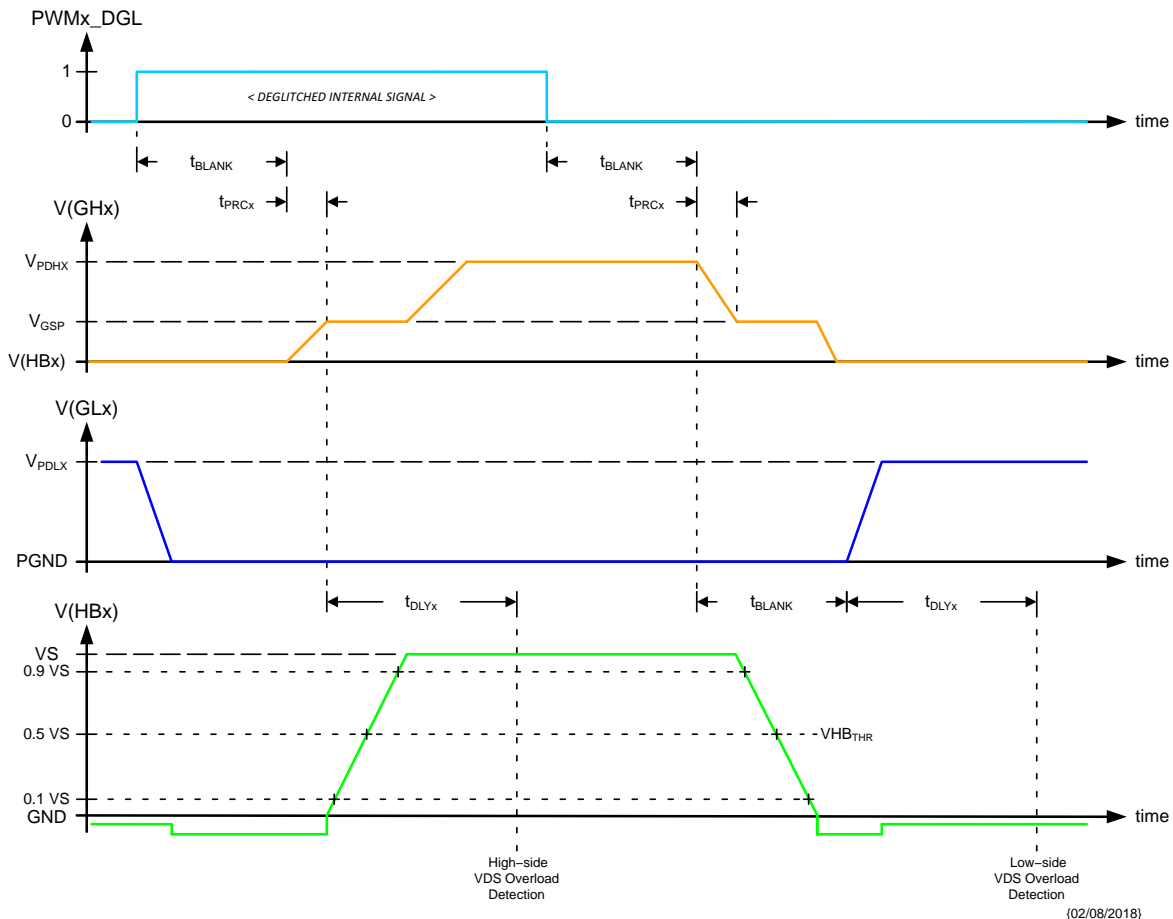 PWMx_DGL
1
< DEGLITCHED INTERNAL SIGNAL >
0
time
tBLANK
tBLANK
tPRCx
tPRCx
V(GHx)
VPDHX
VGSP
V(HBx)
time
V(GLx)
VPDLX
PGND
time
tDLYx
tBLANK
tDLYx
V(HBx)
VS
0.9 VS
0.5 VS
VHBTHR
0.1 VS
GND
time
High–side
VDS Overload
Detection
Low–side
VDS Overload
Detection
{02/08/2018}